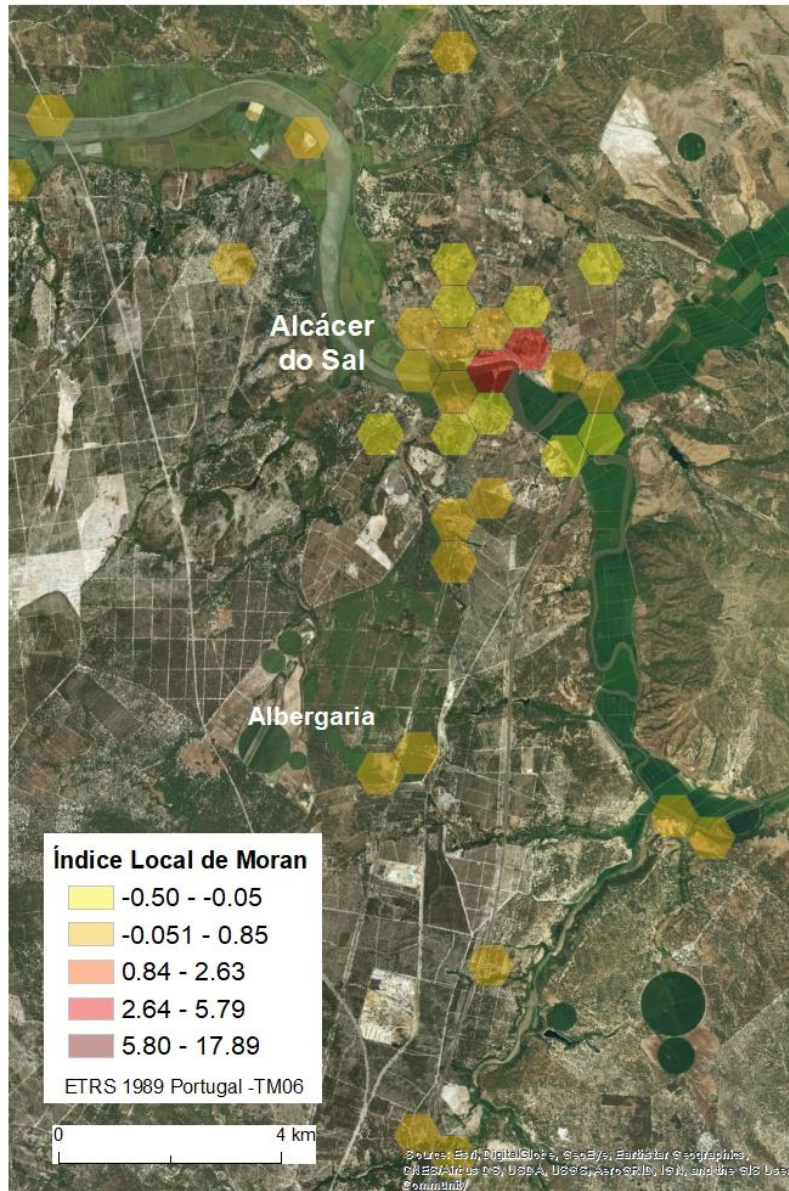 Alcácer
do Sal
Albergaria
Índice Local de Moran
-0.50 - -0.05
-0.051 - 0.85
0.84 - 2.63
2.64 - 5.79
5.80 - 17.89
ETRS 1989 Portugal -TM06
0 4 km
Source: Esri, DigitalGlobe, GeoEye, Earthstar Geographics,
CNES/Airbus DS, USDA, USGS, AeroGRID, IGN, and the GIS User
Community